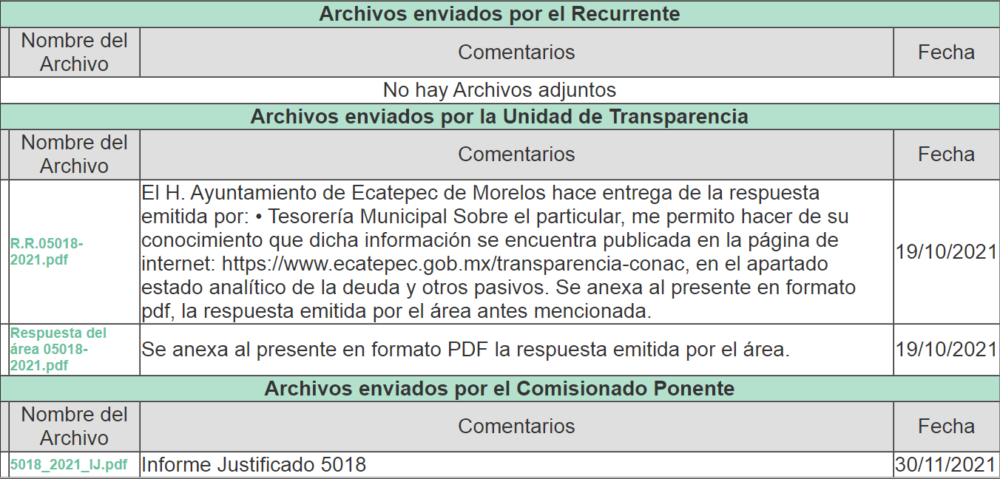 Archivos enviados por el Recurrente
Nombre del
Archivo
Comentarios
Fecha
No hay Archivos adjuntos
Archivos enviados por la Unidad de Transparencia
Nombre del
Archivo
Comentarios
Fecha
R.R.05018-
2021.pdf
El H. Ayuntamiento de Ecatepec de Morelos hace entrega de la respuesta
emitida por: • Tesorería Municipal Sobre el particular, me permito hacer de su
conocimiento que dicha información se encuentra publicada en la página de
internet: https://www.ecatepec.gob.mx/transparencia-conac, en el apartado
estado analítico de la deuda y otros pasivos. Se anexa al presente en formato
pdf, la respuesta emitida por el área antes mencionada.
19/10/2021
Respuesta del
área 05018-
2021.pdf
Se anexa al presente en formato PDF la respuesta emitida por el área.
19/10/2021
Archivos enviados por el Comisionado Ponente
Nombre del
Archivo
Comentarios
Fecha
5018_2021_IJ.pdf
Informe Justificado 5018
30/11/2021